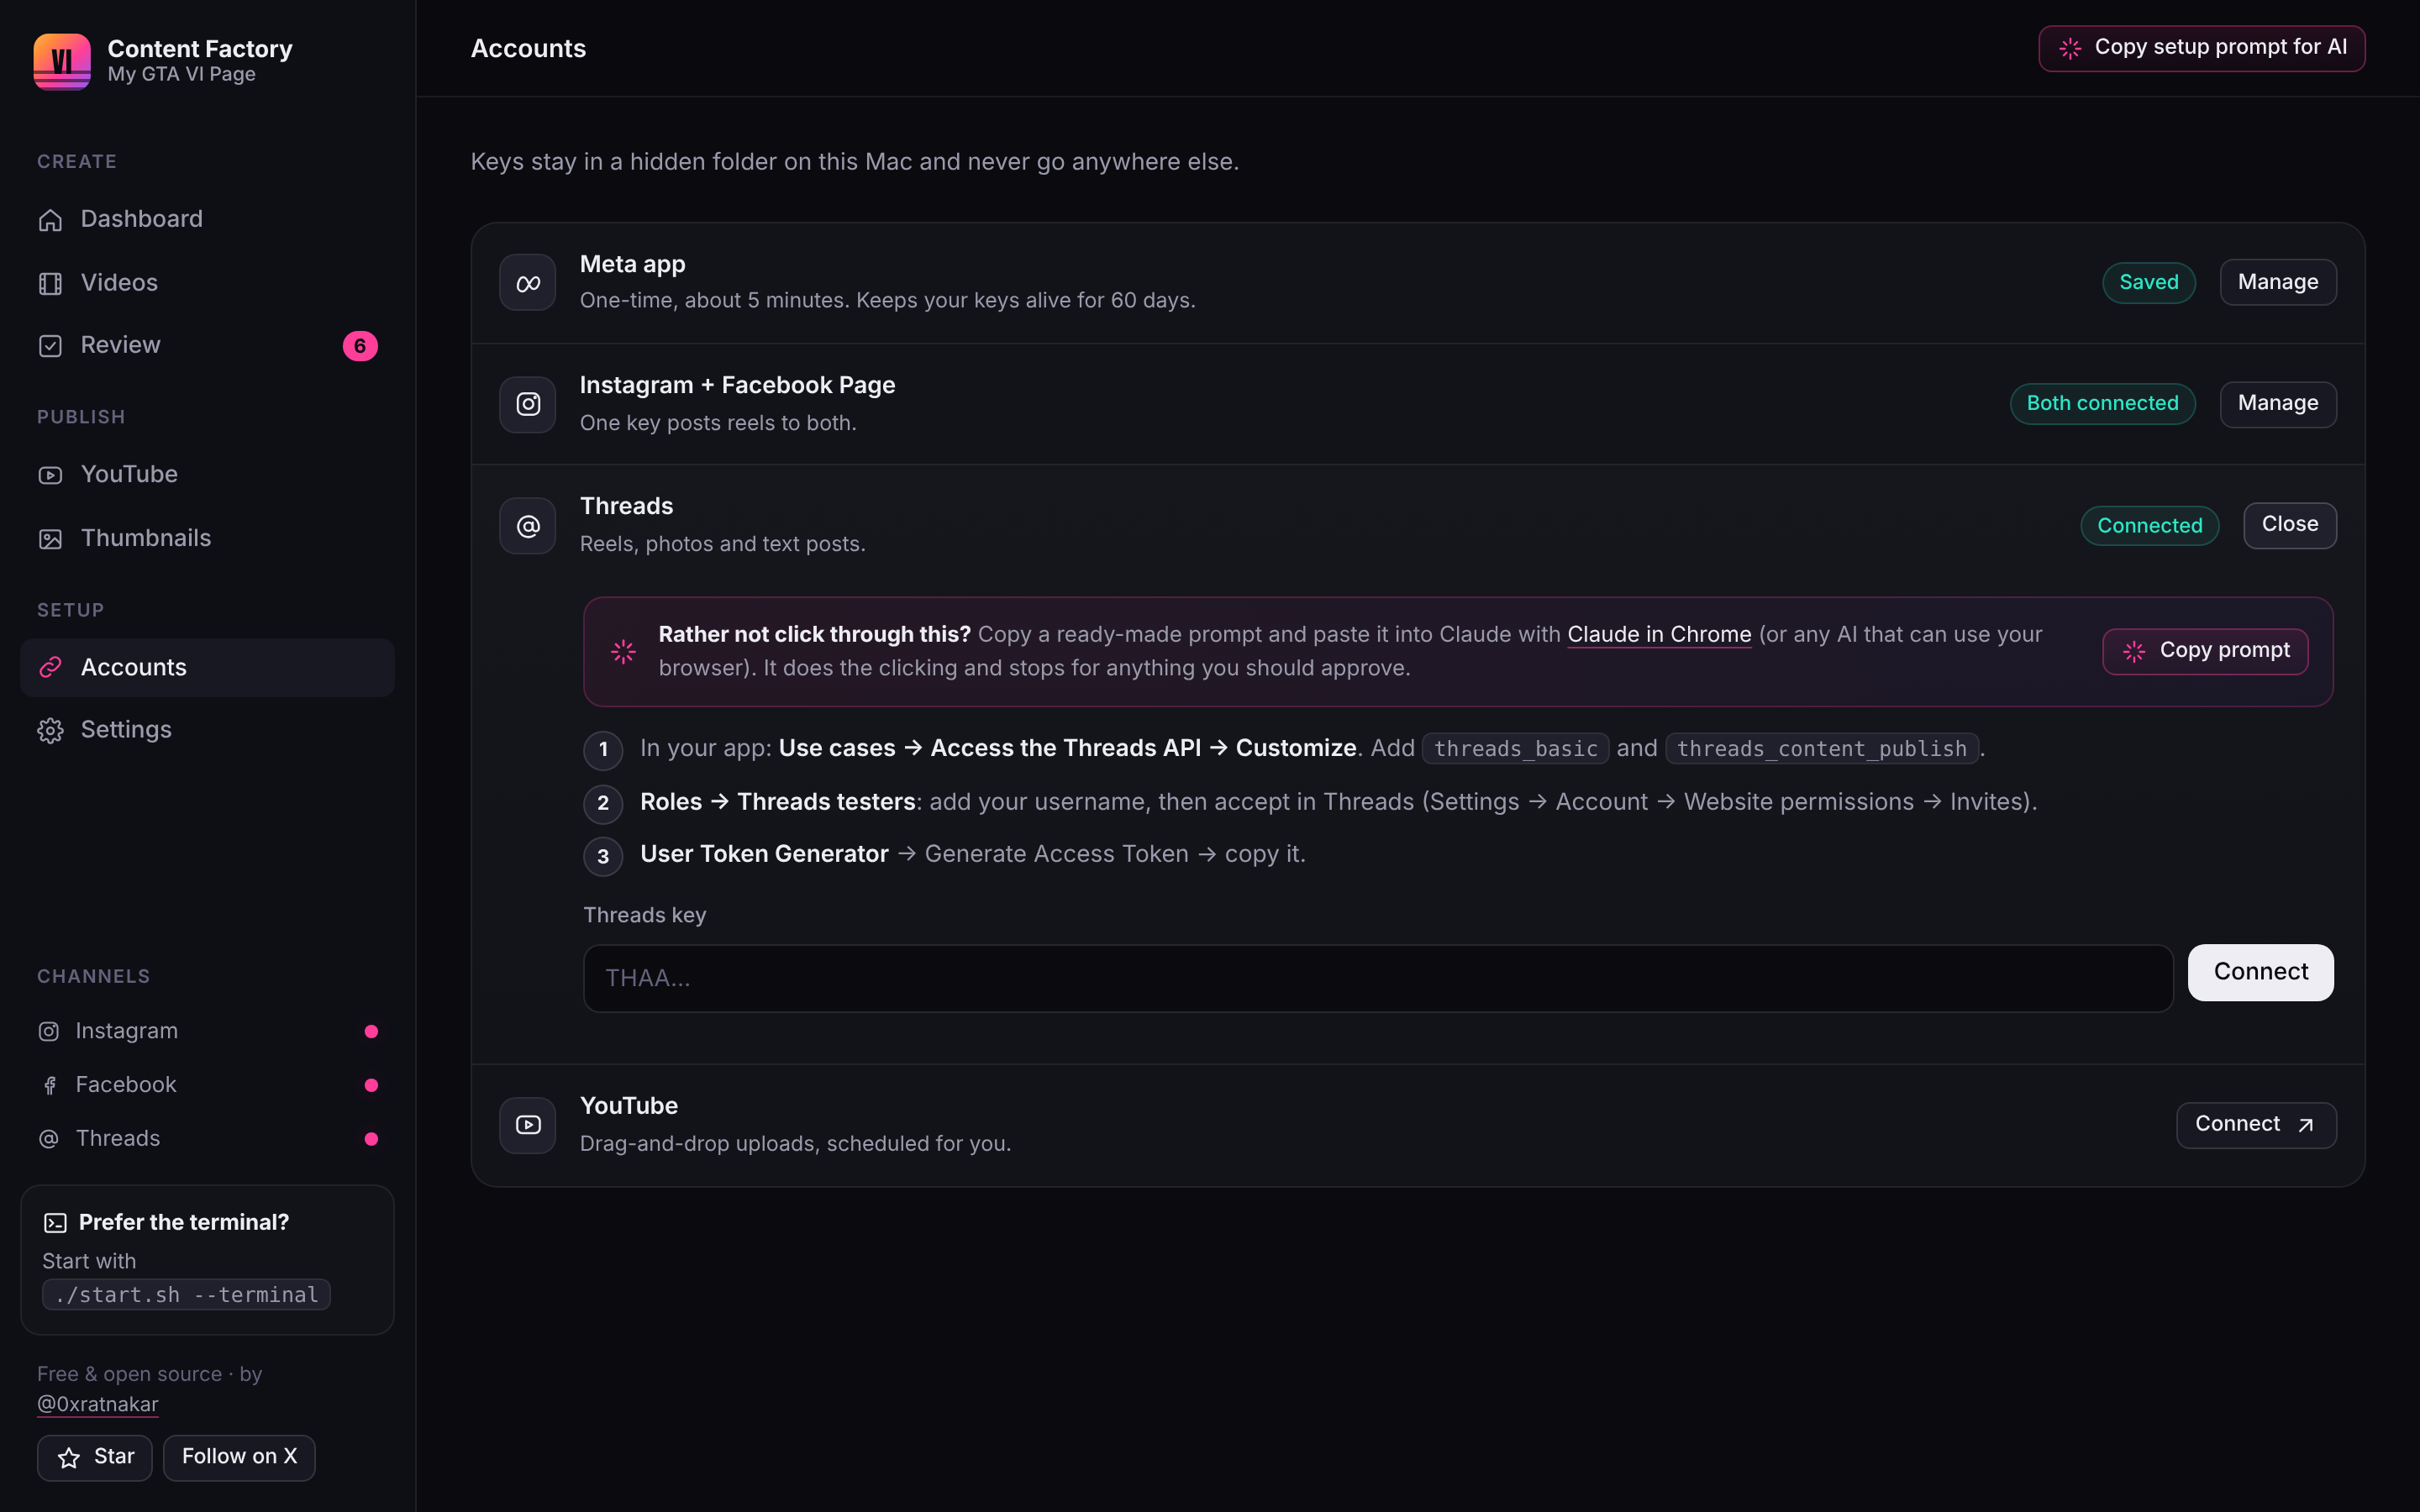 VI
Content Factory
My GTA VI Page
CREATE
Dashboard
Videos
Review 6
PUBLISH
YouTube
Thumbnails
SETUP
Accounts
Settings
CHANNELS
Instagram
Facebook
Threads
Prefer the terminal?
Start with
./start.sh --terminal
Free & open source · by
@0xratnakar
Star Follow on X
Accounts Copy setup prompt for AI
Keys stay in a hidden folder on this Mac and never go anywhere else.
Meta app
One-time, about 5 minutes. Keeps your keys alive for 60 days.
Saved Manage
Instagram + Facebook Page
One key posts reels to both.
Both connected Manage
Threads
Reels, photos and text posts.
Connected Close
Rather not click through this? Copy a ready-made prompt and paste it into Claude with Claude in Chrome (or any AI that can use your
browser). It does the clicking and stops for anything you should approve.
Copy prompt
1 In your app: Use cases → Access the Threads API → Customize. Add threads_basic and threads_content_publish.
2 Roles → Threads testers: add your username, then accept in Threads (Settings → Account → Website permissions → Invites).
3 User Token Generator → Generate Access Token → copy it.
Threads key
THAA...
Connect
YouTube
Drag-and-drop uploads, scheduled for you.
Connect ↗